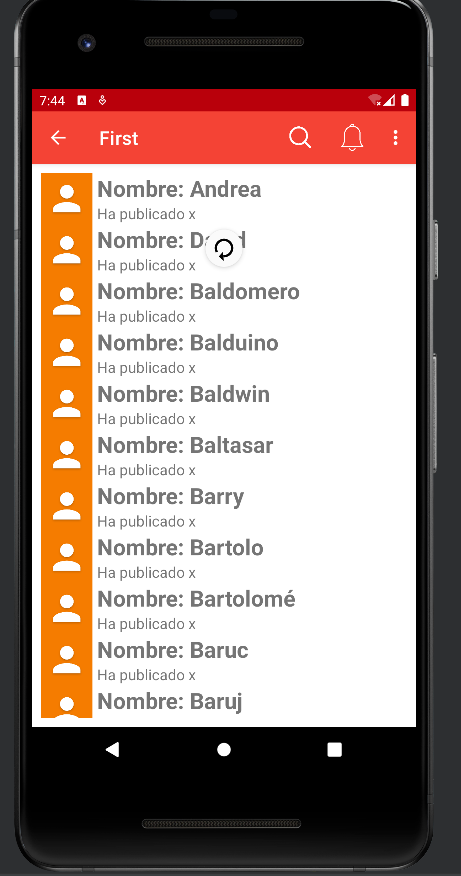 7:44
First
Nombre: Andrea
Ha publicado x
Nombre:
Ha publicado x
Nombre: Baldomero
Ha publicado x
Nombre: Balduino
Ha publicado x
Nombre: Baldwin
Ha publicado x
Nombre: Baltasar
Ha publicado x
Nombre: Barry
Ha publicado x
Nombre: Bartolo
Ha publicado x
Nombre: Bartolomé
Ha publicado x
Nombre: Baruc
Ha publicado x
Nombre: Baruj